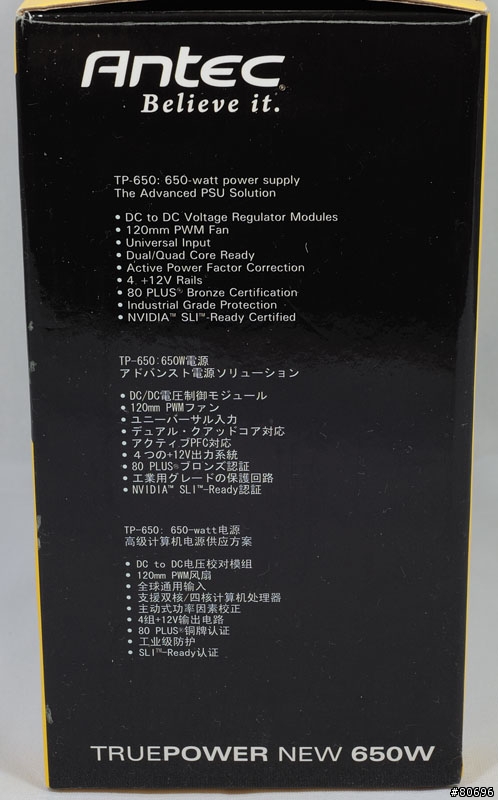 Antec
Believe it.
TP-650: 650-watt power supply
The Advanced PSU Solution
• DC to DC Voltage Regulator Modules
• 120mm PWM Fan
• Universal Input
• Dual/Quad Core Ready
• Active Power Factor Correction
• 4 +12V Rails
• 80 PLUS® Bronze Certification
• Industrial Grade Protection
• NVIDIA™ SLI™-Ready Certified
TP-650:650W電源
アドバンスト電源ソリューション
• DC/DC電圧制御モジュール
• 120mm PWMファン
• ユニーバーサル入力
• デュアル・クアッドコア対応
• アクティブPFC対応
• 4つの+12V出力系統
• 80 PLUS®ブロンズ認証
• 工業用グレードの保護回路
• NVIDIA™ SLI™-Ready認証
TP-650: 650-watt电源
高级计算机电源供应方案
• DC to DC电压校对模组
• 120mm PWM风扇
• 全球通用输入
• 支援双核/四核计算机处理器
• 主动式功率因素校正
• 4组+12V输出电路
• 80 PLUS®铜牌认证
• 工业级防护
• SLI™-Ready认证
TRUEPOWER NEW 650W
#80696